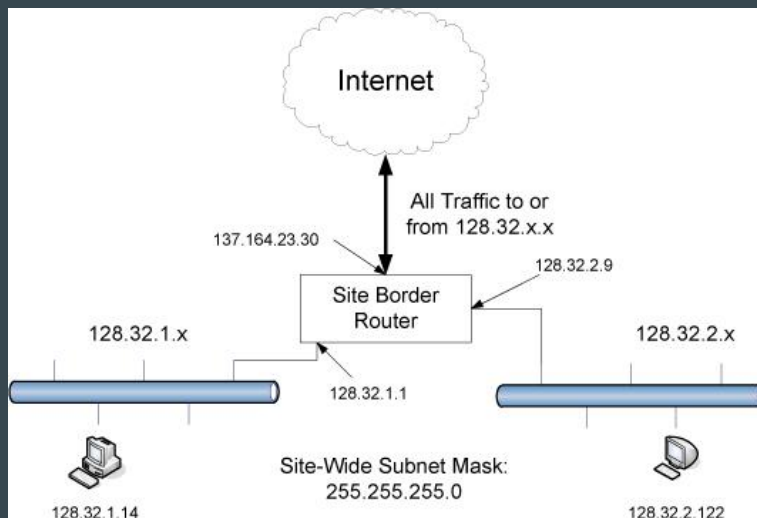 Internet
All Traffic to or
from 128.32.x.x
137.164.23.30
128.32.2.9
Site Border
Router
128.32.1.x
128.32.2.x
128.32.1.1
Site-Wide Subnet Mask:
255.255.255.0
128.32.1.14
128.32.2.122